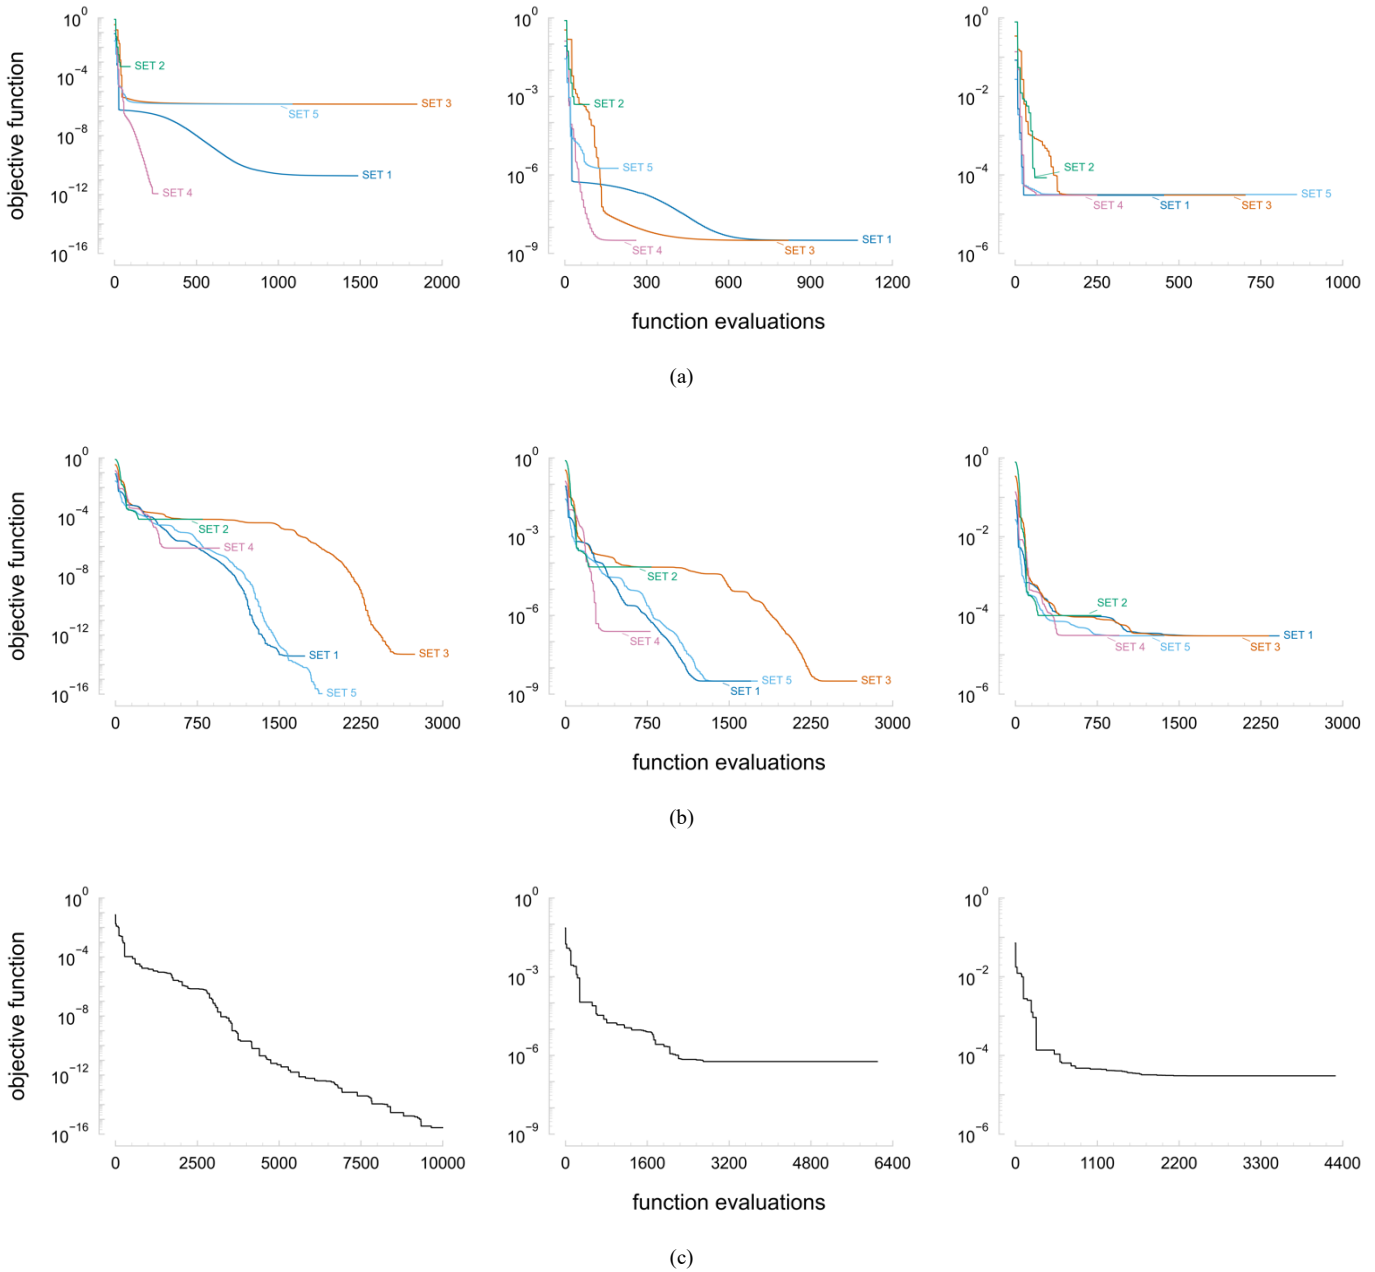 objective function
10^0
10^-4
10^-8
10^-12
10^-16
SET 2
SET 3
SET 5
SET 1
SET 4
0 500 1000 1500 2000
10^0
10^-3
10^-6
10^-9
SET 2
SET 5
SET 1
SET 4
SET 3
0 300 600 900 1200
10^0
10^-2
10^-4
10^-6
SET 2
SET 5
SET 4
SET 1
SET 3
0 250 500 750 1000
function evaluations
(a)
objective function
10^0
10^-4
10^-8
10^-12
10^-16
SET 2
SET 4
SET 1
SET 3
SET 5
0 750 1500 2250 3000
10^0
10^-3
10^-6
10^-9
SET 2
SET 4
SET 5
SET 3
SET 1
0 750 1500 2250 3000
10^0
10^-2
10^-4
10^-6
SET 2
SET 1
SET 4
SET 5
SET 3
0 750 1500 2250 3000
function evaluations
(b)
objective function
10^0
10^-4
10^-8
10^-12
10^-16
0 2500 5000 7500 10000
10^0
10^-3
10^-6
10^-9
0 1600 3200 4800 6400
10^0
10^-2
10^-4
10^-6
0 1100 2200 3300 4400
function evaluations
(c)